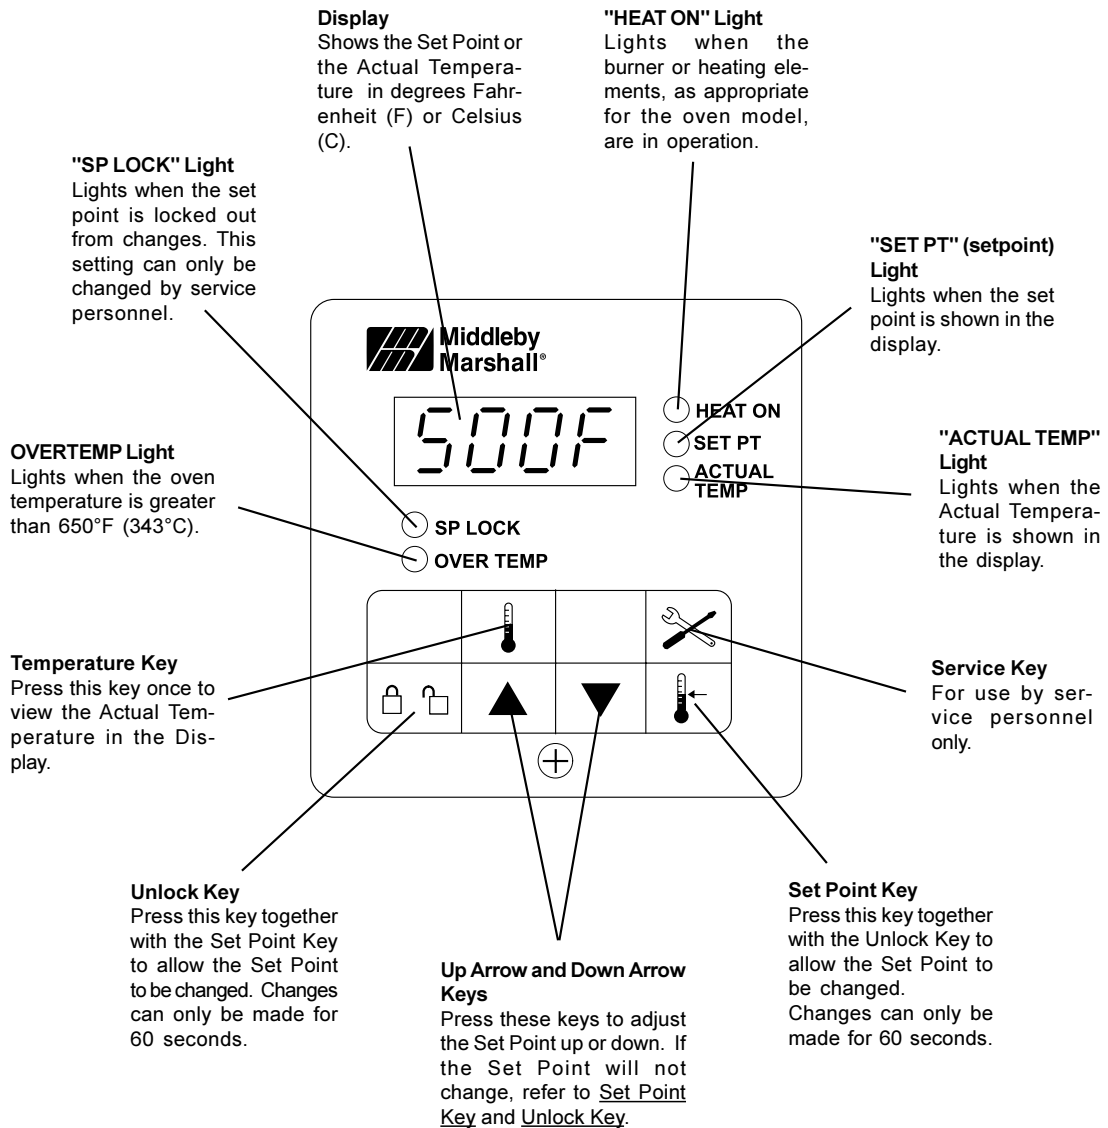 Display
Shows the Set Point or
the Actual Tempera-
ture in degrees Fahr-
enheit (F) or Celsius
(C).
"HEAT ON" Light
Lights when the
burner or heating ele-
ments, as appropriate
for the oven model,
are in operation.
"SP LOCK" Light
Lights when the set
point is locked out
from changes. This
setting can only be
changed by service
personnel.
"SET PT" (setpoint)
Light
Lights when the set
point is shown in the
display.
Middleby
Marshall®
500F
HEAT ON
SET PT
ACTUAL
TEMP
SP LOCK
OVER TEMP
OVERTEMP Light
Lights when the oven
temperature is greater
than 650°F (343°C).
"ACTUAL TEMP"
Light
Lights when the
Actual Tempera-
ture is shown in
the display.
Temperature Key
Press this key once to
view the Actual Tem-
perature in the Dis-
play.
Service Key
For use by ser-
vice personnel
only.
Unlock Key
Press this key together
with the Set Point Key
to allow the Set Point
to be changed. Changes
can only be made for
60 seconds.
Up Arrow and Down Arrow
Keys
Press these keys to adjust
the Set Point up or down. If
the Set Point will not
change, refer to Set Point
Key and Unlock Key.
Set Point Key
Press this key together
with the Unlock Key to
allow the Set Point to
be changed.
Changes can only be
made for 60 seconds.